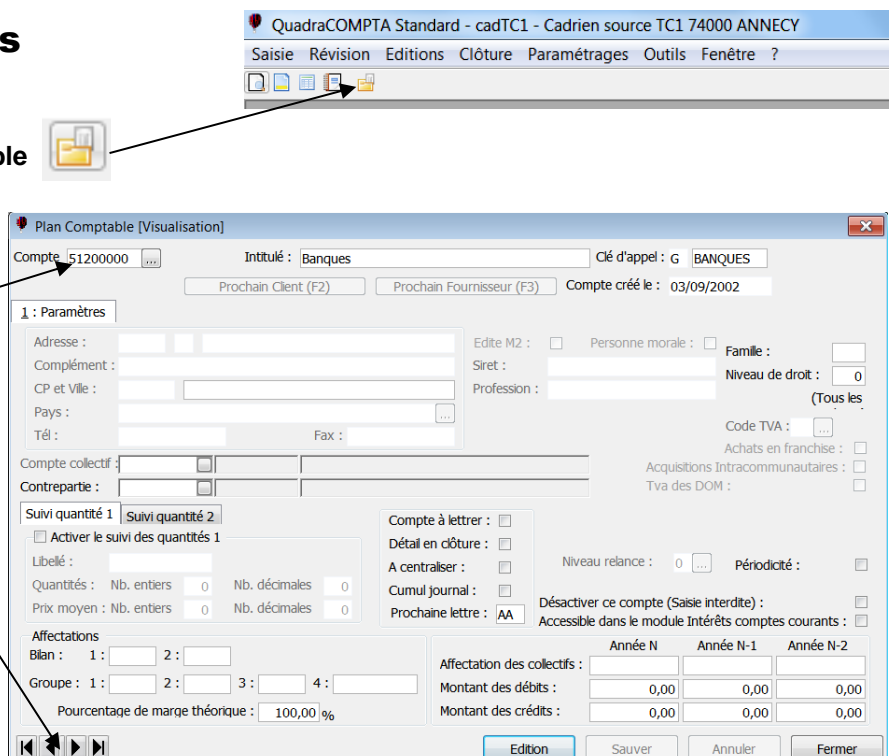 s
QuadraCOMPTA Standard - cadTC1 - Cadrien source TC1 74000 ANNECY
Saisie Révision Editions Clôture Paramétrages Outils Fenêtre ?
ble
Plan Comptable [Visualisation]
Compte 51200000 ... Intitulé : Banques Clé d'appel : G BANQUES
Prochain Client (F2) Prochain Fournisseur (F3) Compte créé le : 03/09/2002
1 : Paramètres
Adresse : Edite M2 : Personne morale : Famille :
Complément : Siret : Niveau de droit : 0
CP et Ville : Profession : (Tous les
Pays : ... Code TVA : ...
Tél : Fax : Achats en franchise :
Compte collectif : Acquisitions Intracommunautaires :
Contrepartie : Tva des DOM :
Suivi quantité 1 Suivi quantité 2 Compte à lettrer :
Activer le suivi des quantités 1 Détail en clôture :
Libellé : A centraliser : Niveau relance : 0 ... Périodicité :
Quantités : Nb. entiers 0 Nb. décimales 0 Cumul journal :
Prix moyen : Nb. entiers 0 Nb. décimales 0 Prochaine lettre : AA Désactiver ce compte (Saisie interdite) :
Accessible dans le module Intérêts comptes courants :
Affectations Année N Année N-1 Année N-2
Bilan : 1 : 2 : Affectation des collectifs :
Groupe : 1 : 2 : 3 : 4 : Montant des débits : 0,00 0,00 0,00
Pourcentage de marge théorique : 100,00 % Montant des crédits : 0,00 0,00 0,00
Edition Sauver Annuler Fermer